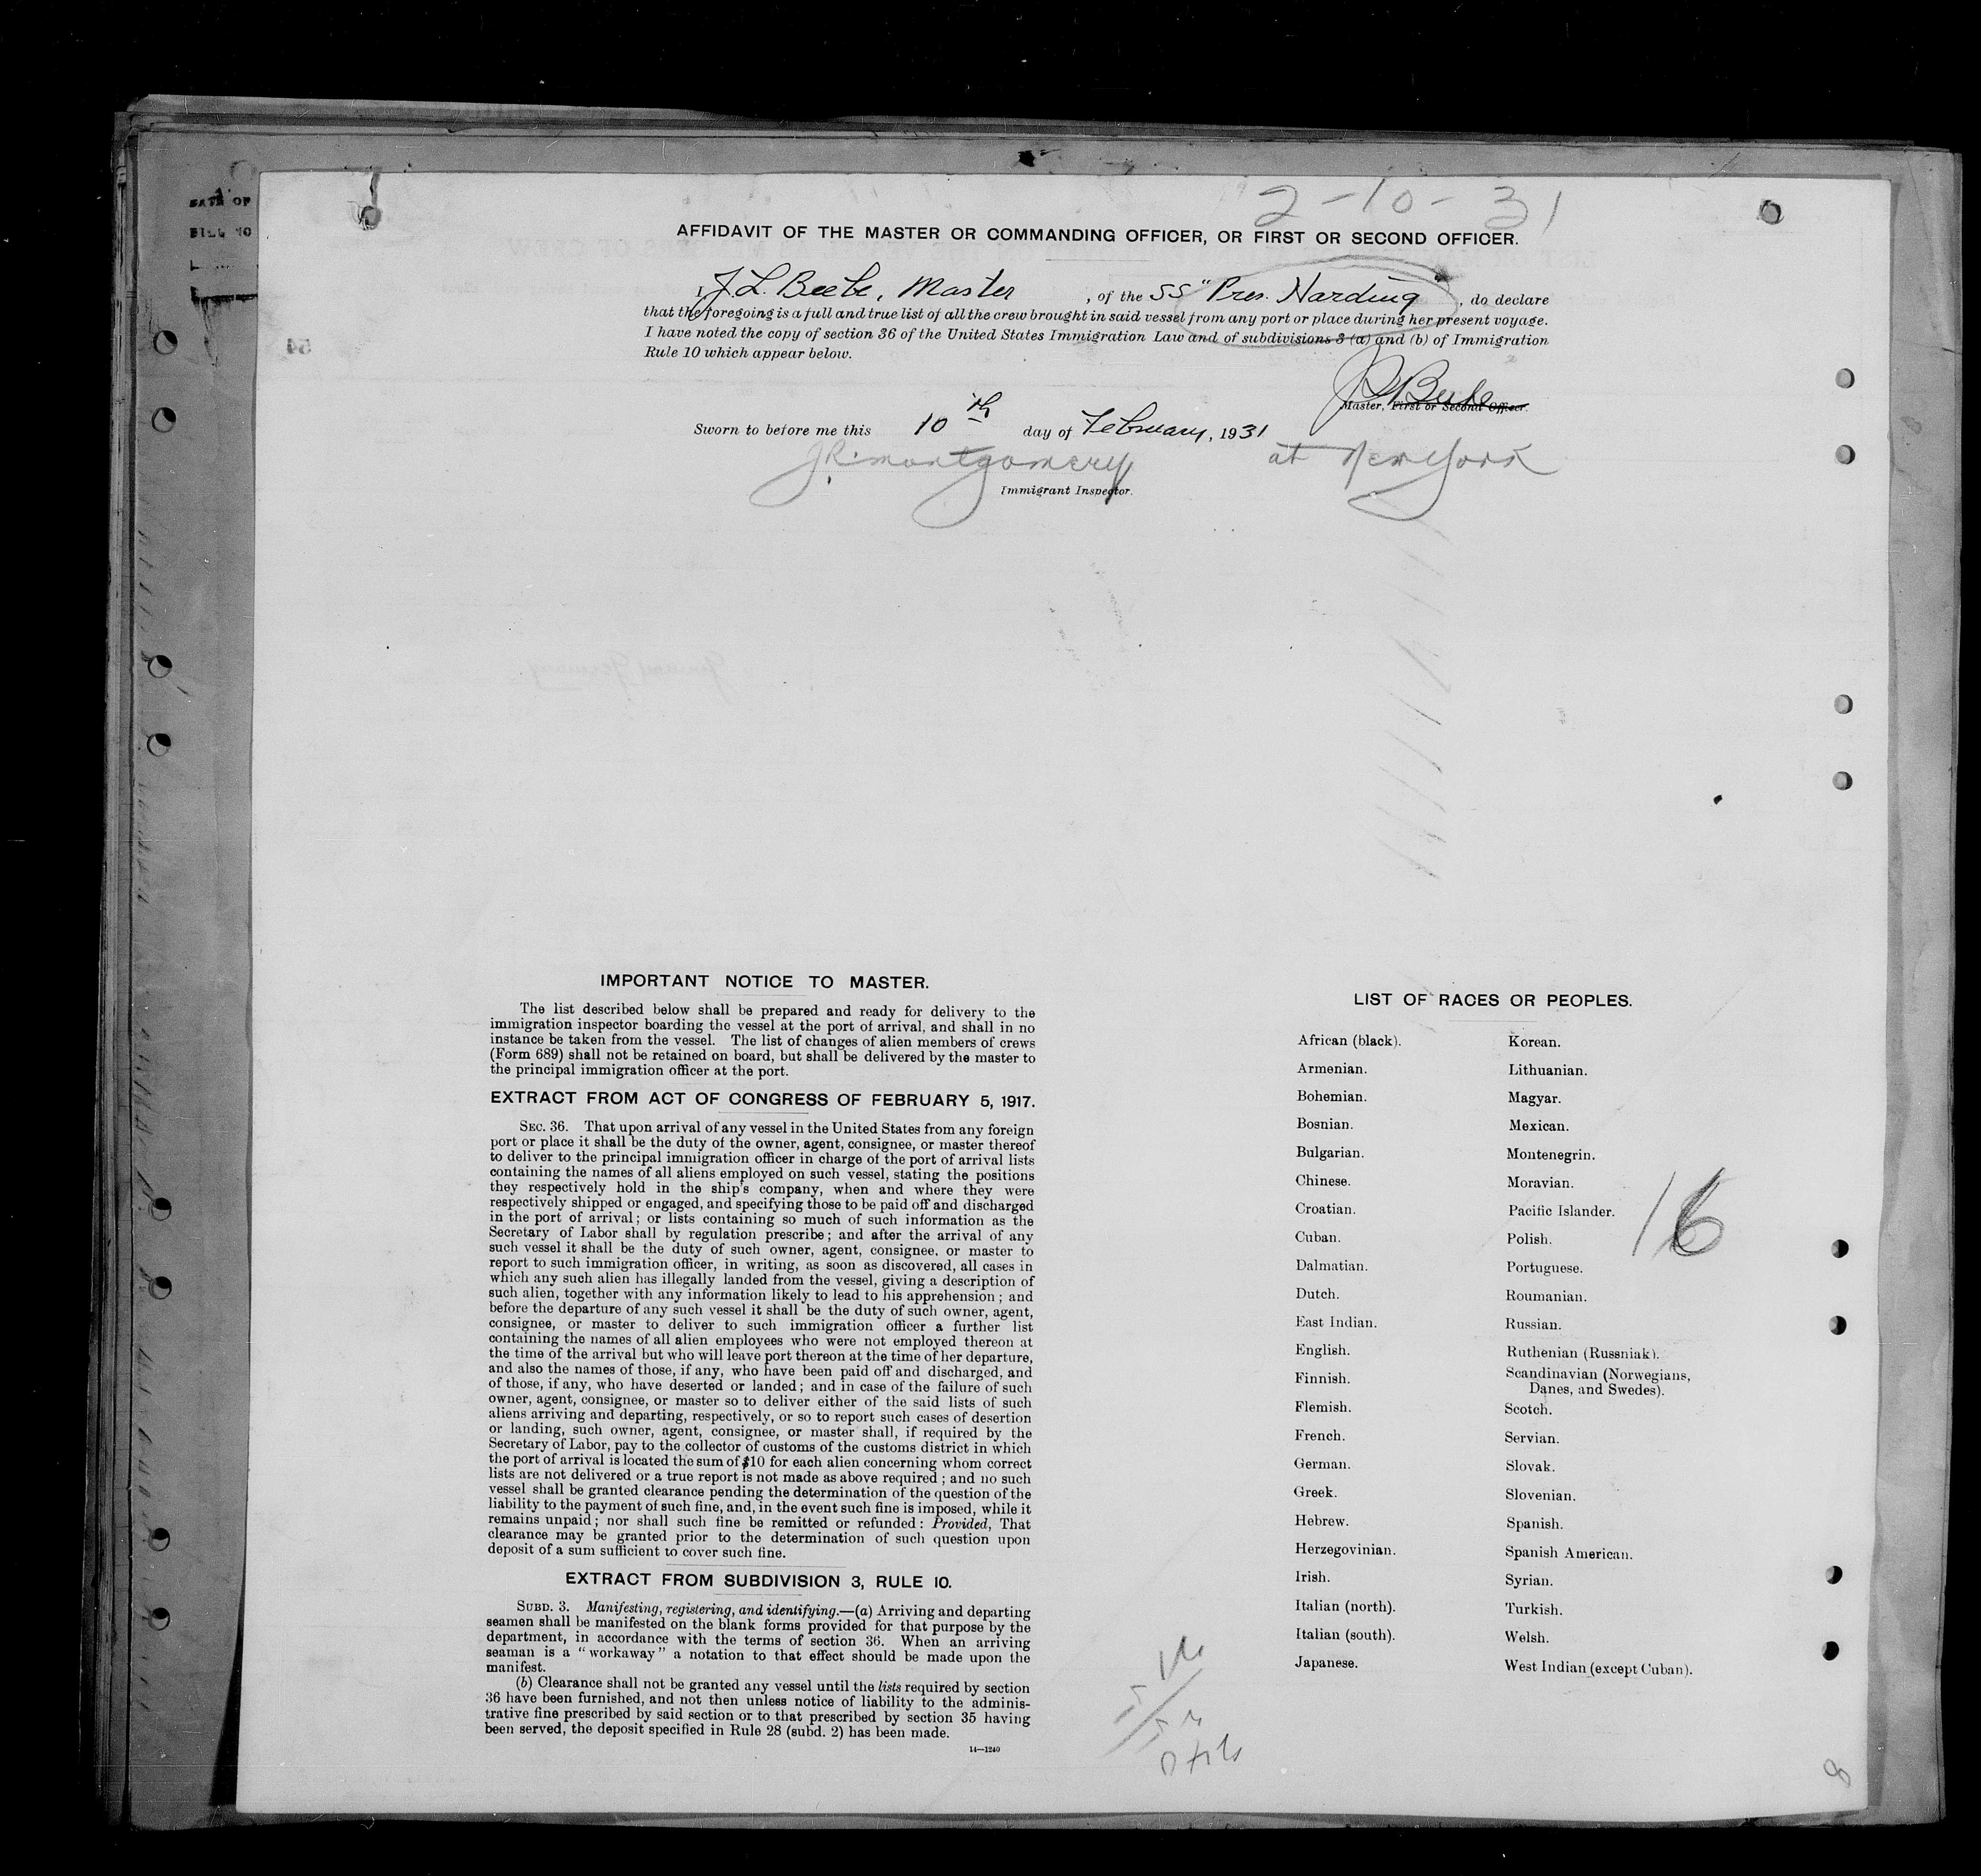 2-10-31
AFFIDAVIT OF THE MASTER OR COMMANDING OFFICER, OR FIRST OR SECOND OFFICER.
I, J.L. Beebe, Master, of the SS "Pres. Harding", do declare
that the foregoing is a full and true list of all the crew brought in said vessel from any port or place during her present voyage.
I have noted the copy of section 36 of the United States Immigration Law and of subdivisions 3 (a) and (b) of Immigration
Rule 10 which appear below.
J L Beebe
Master, First or Second Officer.
Sworn to before me this 10th day of February, 1931
J.R. Montgomery at New York
Immigrant Inspector.
IMPORTANT NOTICE TO MASTER.
The list described below shall be prepared and ready for delivery to the
immigration inspector boarding the vessel at the port of arrival, and shall in no
instance be taken from the vessel. The list of changes of alien members of crews
(Form 689) shall not be retained on board, but shall be delivered by the master to
the principal immigration officer at the port.
EXTRACT FROM ACT OF CONGRESS OF FEBRUARY 5, 1917.
SEC. 36. That upon arrival of any vessel in the United States from any foreign
port or place it shall be the duty of the owner, agent, consignee, or master thereof
to deliver to the principal immigration officer in charge of the port of arrival lists
containing the names of all aliens employed on such vessel, stating the positions
they respectively hold in the ship's company, when and where they were
respectively shipped or engaged, and specifying those to be paid off and discharged
in the port of arrival; or lists containing so much of such information as the
Secretary of Labor shall by regulation prescribe; and after the arrival of any
such vessel it shall be the duty of such owner, agent, consignee, or master to
report to such immigration officer, in writing, as soon as discovered, all cases in
which any such alien has illegally landed from the vessel, giving a description of
such alien, together with any information likely to lead to his apprehension; and
before the departure of any such vessel it shall be the duty of such owner, agent,
consignee, or master to deliver to such immigration officer a further list
containing the names of all alien employees who were not employed thereon at
the time of the arrival but who will leave port thereon at the time of her departure,
and also the names of those, if any, who have been paid off and discharged, and
of those, if any, who have deserted or landed; and in case of the failure of such
owner, agent, consignee, or master so to deliver either of the said lists of such
aliens arriving and departing, respectively, or so to report such cases of desertion
or landing, such owner, agent, consignee, or master shall, if required by the
Secretary of Labor, pay to the collector of customs of the customs district in which
the port of arrival is located the sum of $10 for each alien concerning whom correct
lists are not delivered or a true report is not made as above required; and no such
vessel shall be granted clearance pending the determination of the question of the
liability to the payment of such fine, and, in the event such fine is imposed, while it
remains unpaid; nor shall such fine be remitted or refunded: Provided, That
clearance may be granted prior to the determination of such question upon
deposit of a sum sufficient to cover such fine.
EXTRACT FROM SUBDIVISION 3, RULE 10.
SUBD. 3. Manifesting, registering, and identifying.—(a) Arriving and departing
seamen shall be manifested on the blank forms provided for that purpose by the
department, in accordance with the terms of section 36. When an arriving
seaman is a "workaway" a notation to that effect should be made upon the
manifest.
(b) Clearance shall not be granted any vessel until the lists required by section
36 have been furnished, and not then unless notice of liability to the adminis-
trative fine prescribed by said section or to that prescribed by section 35 having
been served, the deposit specified in Rule 28 (subd. 2) has been made.
14—1240
LIST OF RACES OR PEOPLES.
African (black).
Armenian.
Bohemian.
Bosnian.
Bulgarian.
Chinese.
Croatian.
Cuban.
Dalmatian.
Dutch.
East Indian.
English.
Finnish.
Flemish.
French.
German.
Greek.
Hebrew.
Herzegovinian.
Irish.
Italian (north).
Italian (south).
Japanese.
Korean.
Lithuanian.
Magyar.
Mexican.
Montenegrin.
Moravian.
Pacific Islander.
Polish.
Portuguese.
Roumanian.
Russian.
Ruthenian (Russniak).
Scandinavian (Norwegians,
Danes, and Swedes).
Scotch.
Servian.
Slovak.
Slovenian.
Spanish.
Spanish American.
Syrian.
Turkish.
Welsh.
West Indian (except Cuban).
16